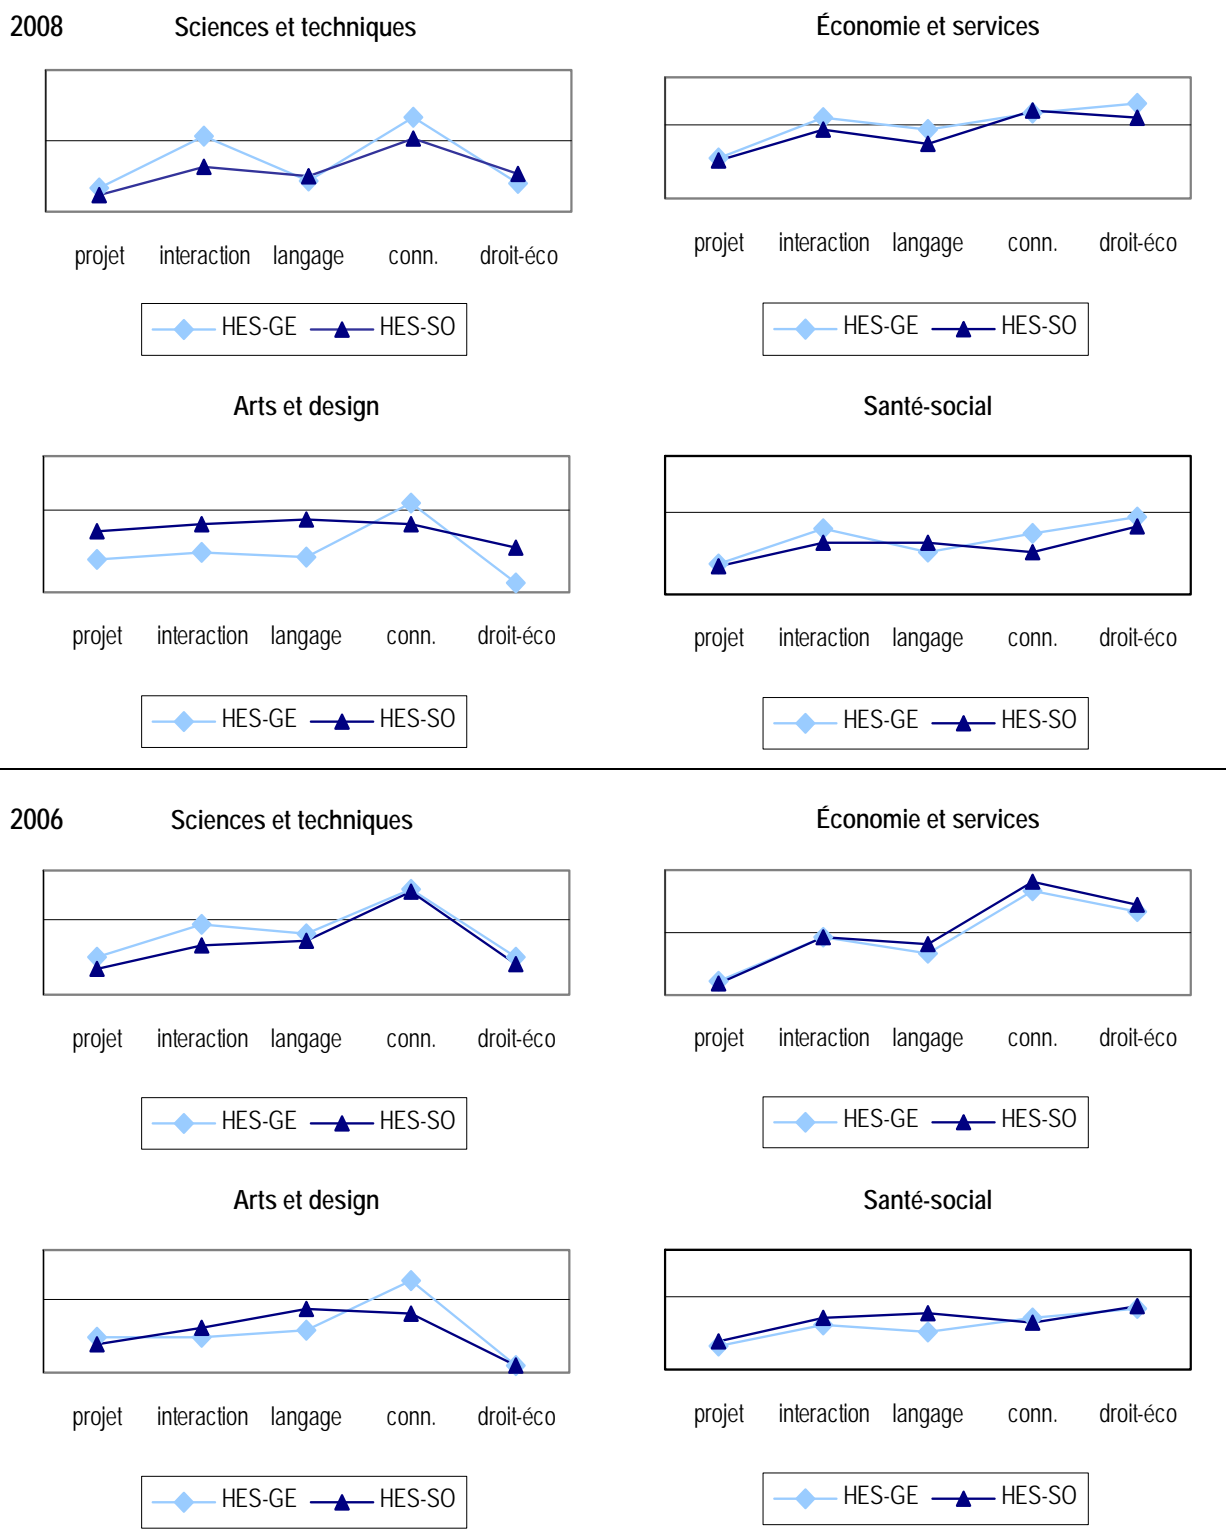 2008 Sciences et techniques Économie et services
projet interaction langage conn. droit-éco projet interaction langage conn. droit-éco
HES-GE HES-SO HES-GE HES-SO
Arts et design Santé-social
projet interaction langage conn. droit-éco projet interaction langage conn. droit-éco
HES-GE HES-SO HES-GE HES-SO
2006 Sciences et techniques Économie et services
projet interaction langage conn. droit-éco projet interaction langage conn. droit-éco
HES-GE HES-SO HES-GE HES-SO
Arts et design Santé-social
projet interaction langage conn. droit-éco projet interaction langage conn. droit-éco
HES-GE HES-SO HES-GE HES-SO